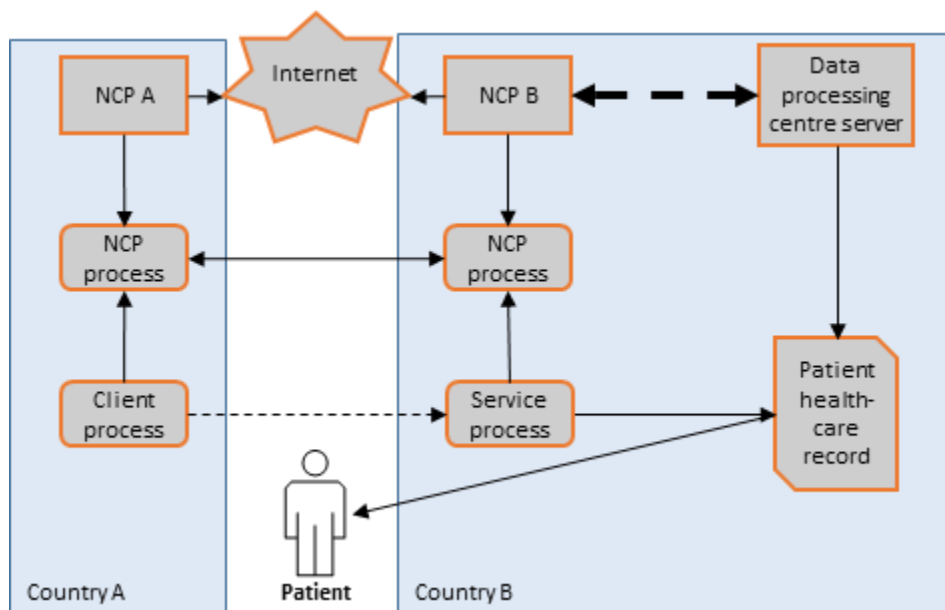 NCP A
Internet
NCP B
Data
processing
centre server
NCP
process
NCP
process
Client
process
Service
process
Patient
health-
care
record
Patient
Country A
Country B